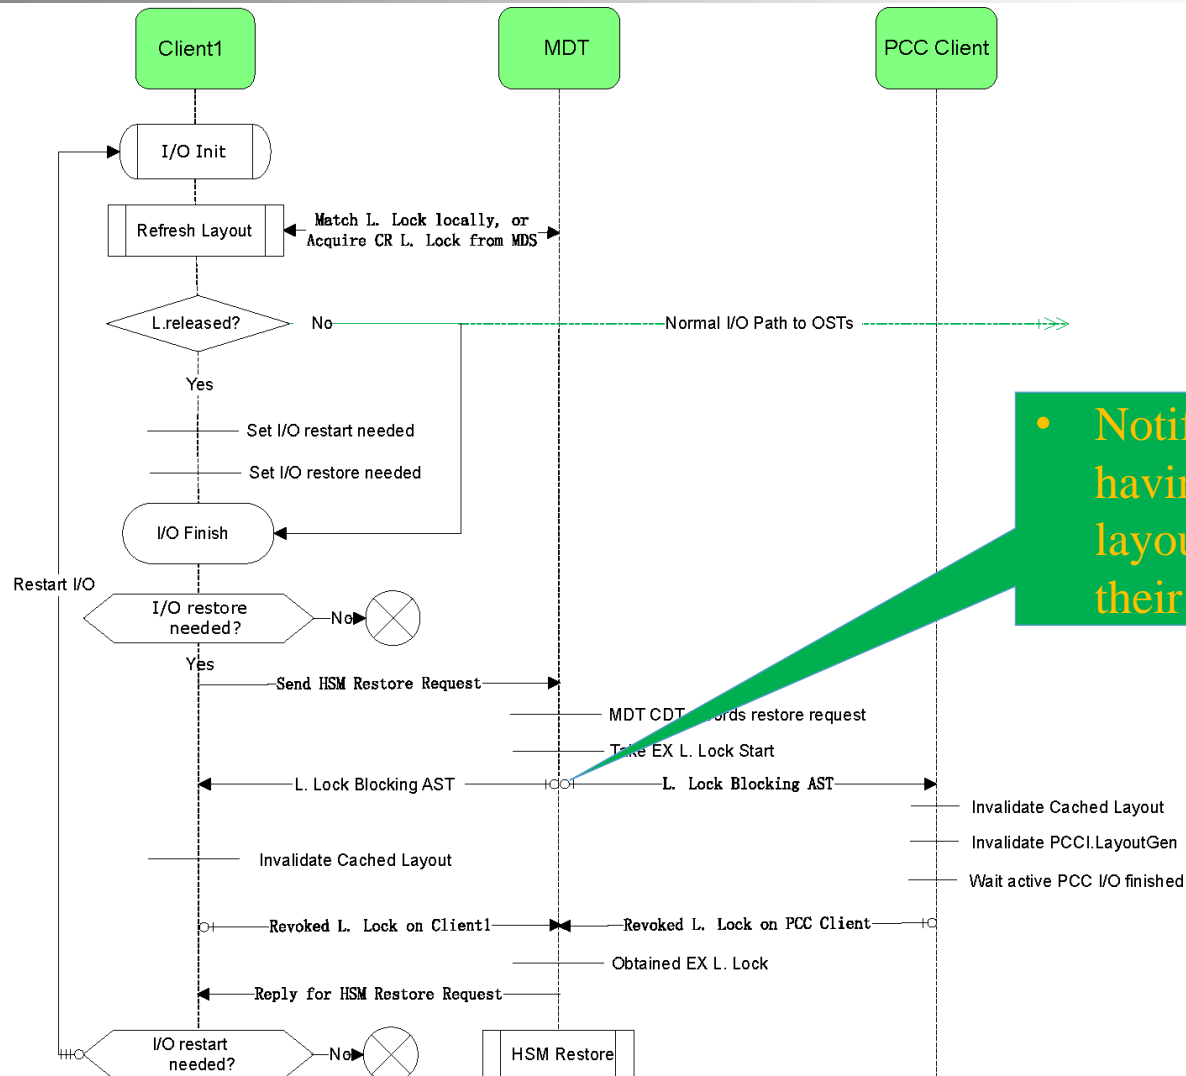 Client1
MDT
PCC Client
I/O Init
Refresh Layout
Match L. Lock locally, or
Acquire CR L. Lock from MDS
L.released?
No
Normal I/O Path to OSTs
Yes
Set I/O restart needed
Set I/O restore needed
I/O Finish
•
layou
their
Restart I/O
I/O restore
needed?
No
Yes
Send HSM Restore Request
MDT CDT restore request
Take EX L. Lock Start
L. Lock Blocking AST
L. Lock Blocking AST
Invalidate Cached Layout
Invalidate PCCI.LayoutGen
Invalidate Cached Layout
Wait active PCC I/O finished
Revoked L. Lock on Client1
Revoked L. Lock on PCC Client
Obtained EX L. Lock
Reply for HSM Restore Request
I/O restart
needed?
No
HSM Restore